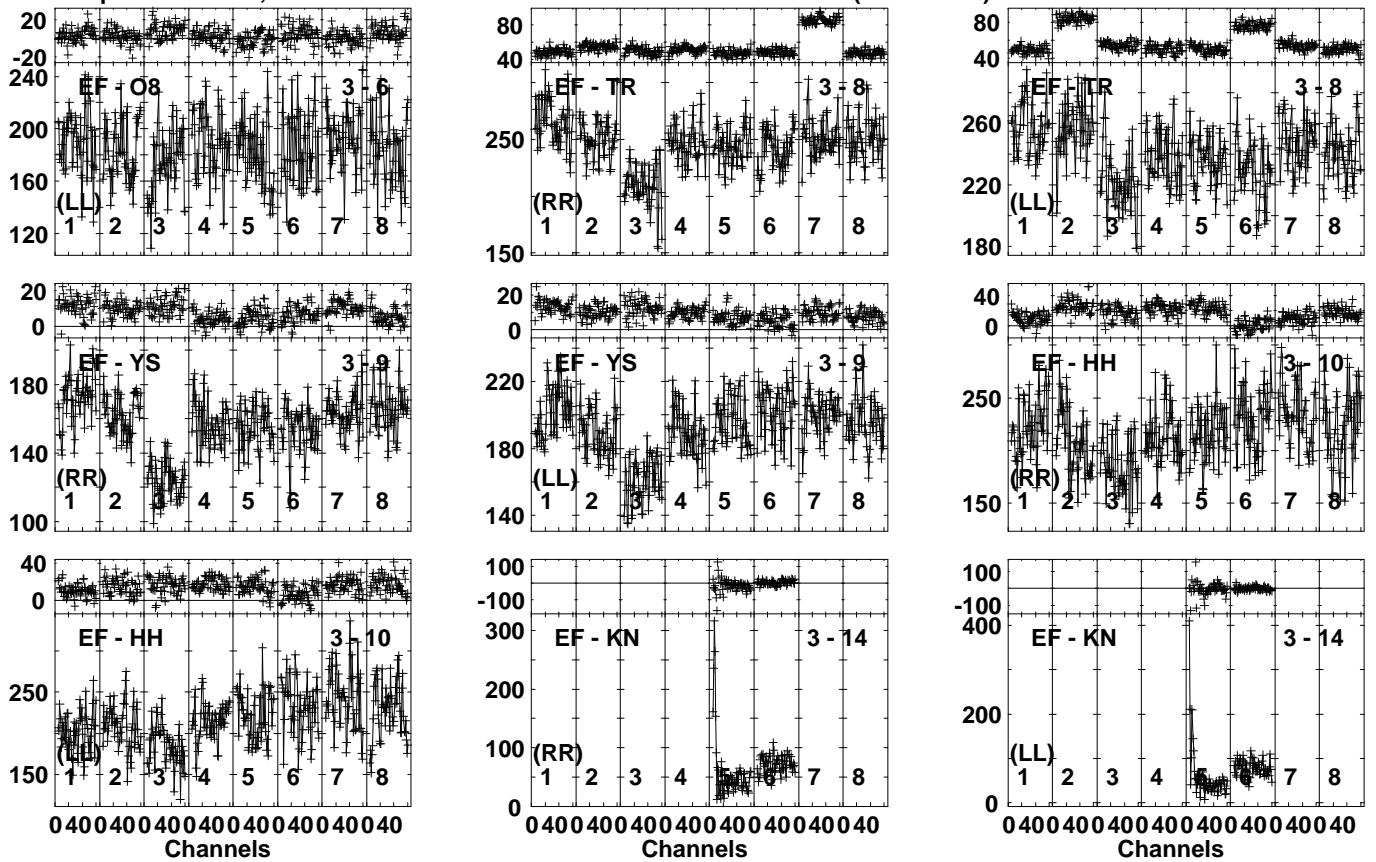 20 80 80
-20 40 40
240 EF - O8 3 - 6 EF - TR 3 - 8 EF - TR 3 - 8
200 250 260
160 (LL) (RR) 220 (LL)
1 2 3 4 5 6 7 8 1 2 3 4 5 6 7 8 1 2 3 4 5 6 7 8
120 150 180
20 20 40
0 0 0
EF - YS 3 - 9 EF - YS 3 - 9 EF - HH 3 - 10
180 220 250
140 180
(RR) (LL) (RR)
1 2 3 4 5 6 7 8 1 2 3 4 5 6 7 8 1 2 3 4 5 6 7 8
100 140 150
40 100 100
0 -100 -100
EF - HH 3 - 10 300 EF - KN 3 - 14 400 EF - KN 3 - 14
250 200 200
150 (LL) 100 (RR) (LL)
1 2 3 4 5 6 7 8 1 2 3 4 5 6 7 8 1 2 3 4 5 6 7 8
0 0
0 40 0 40 0 40 0 40 0 40 0 40 0 40 0 40 0 40 0 40 0 40 0 40 0 40 0 40 0 40 0 40 0 40 0 40 0 40 0 40 0 40 0 40 0 40 0 40
Channels Channels Channels